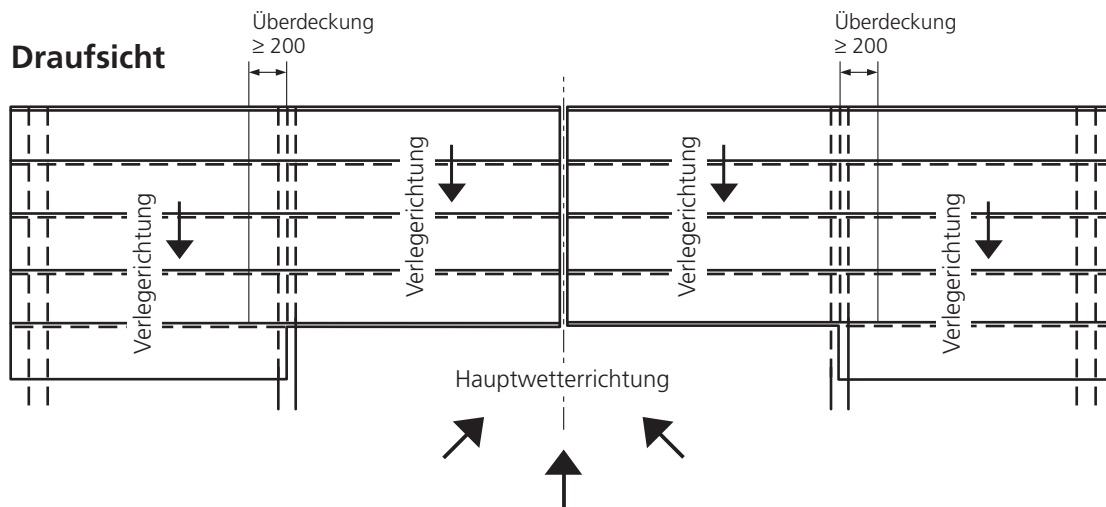 Draufsicht
Überdeckung
≥ 200
Überdeckung
≥ 200
Verlegerichtung
Verlegerichtung
Verlegerichtung
Verlegerichtung
Hauptwetterrichtung